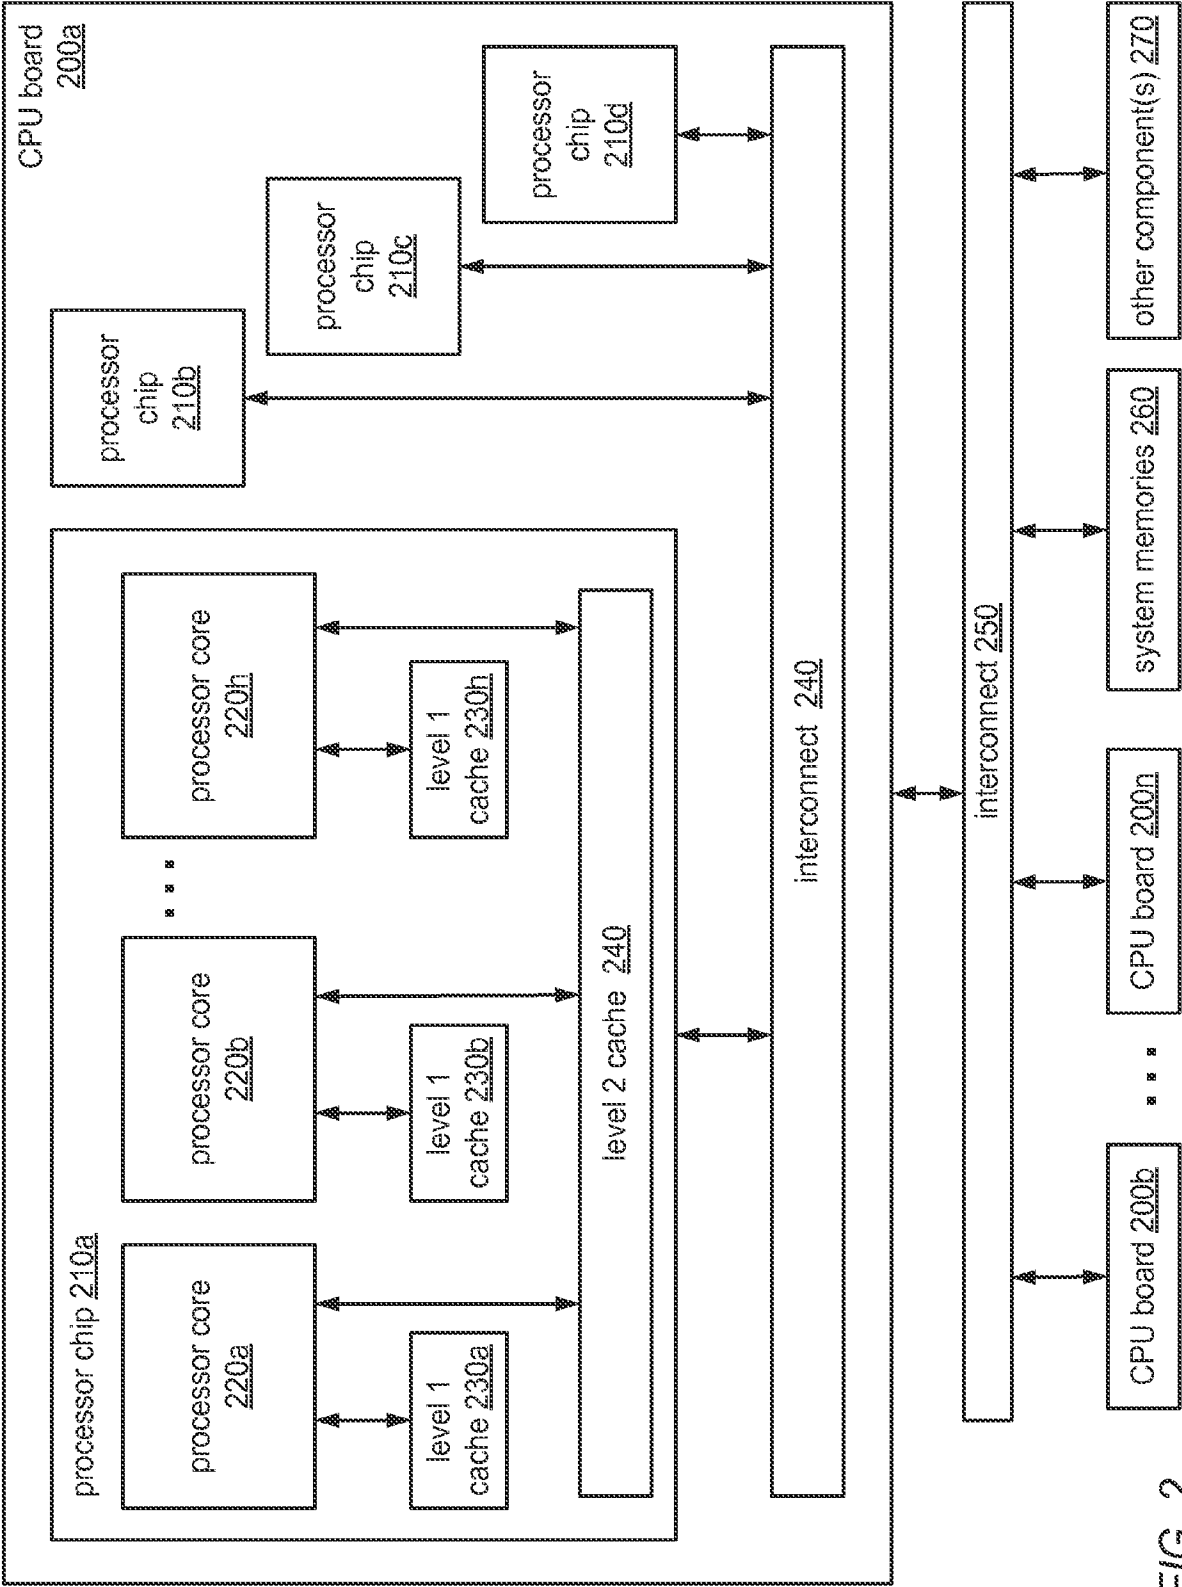 CPU board
200a
processor chip 210a
processor core
220a
processor core
220b
. . .
processor core
220h
level 1
cache 230a
level 1
cache 230b
level 1
cache 230h
level 2 cache 240
processor
chip
210b
processor
chip
210c
processor
chip
210d
interconnect 240
interconnect 250
CPU board 200b
. . .
CPU board 200n
system memories 260
other component(s) 270
FIG. 2